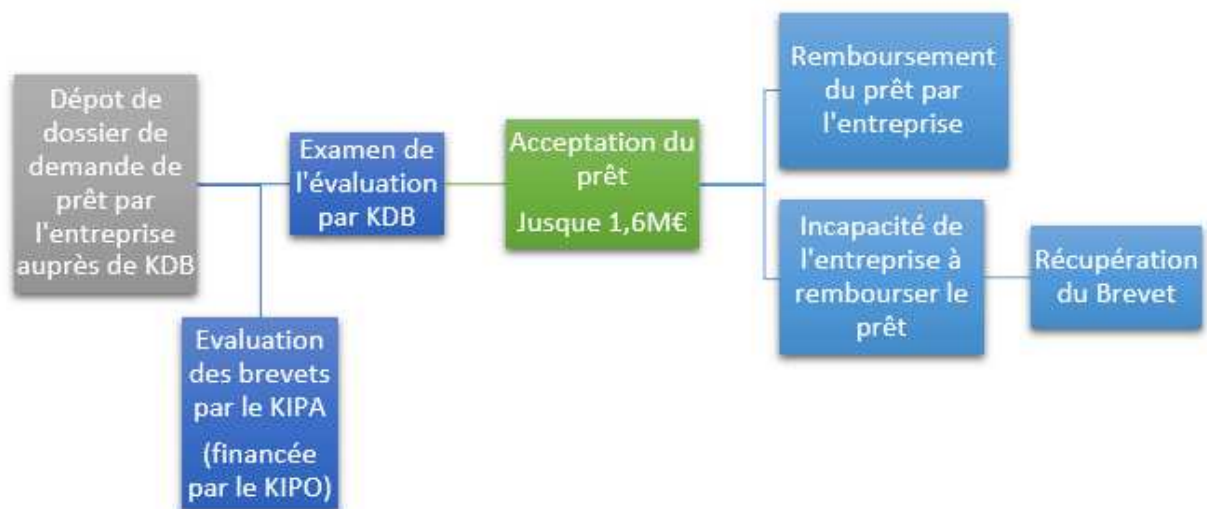 Dépot de
dossier de
demande de
prêt par
l'entreprise
auprès de KDB
Evaluation
des brevets
par le KIPA
(financée
par le KIPO)
Examen de
l'évaluation
par KDB
Acceptation du
prêt
Jusque 1,6M€
Remboursement
du prêt par
l'entreprise
Incapacité de
l'entreprise à
rembourser le
prêt
Récupération
du Brevet